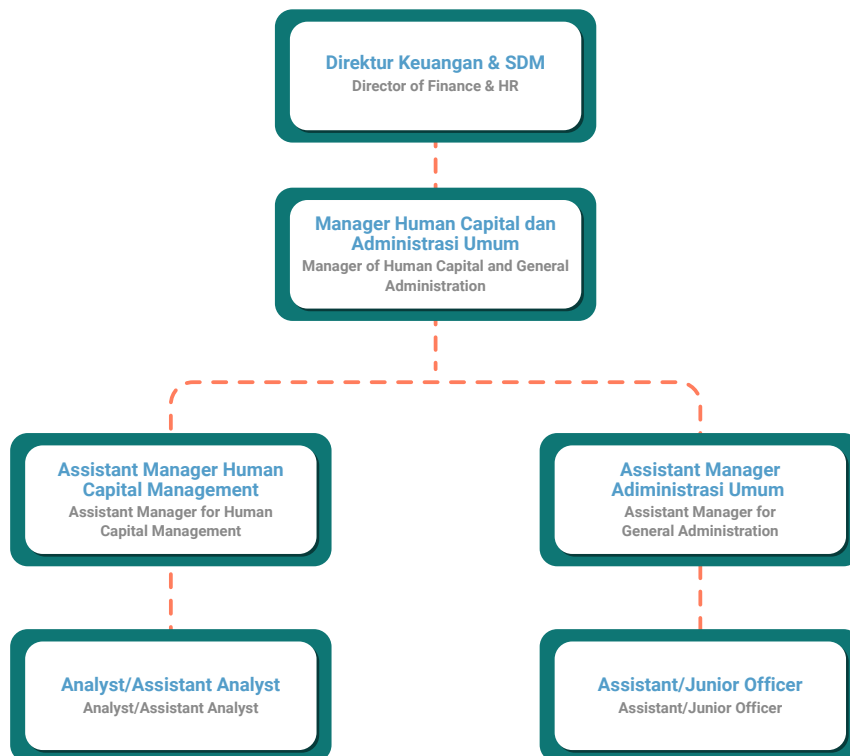 Direktur Keuangan & SDM
Director of Finance & HR
Manager Human Capital dan
Administrasi Umum
Manager of Human Capital and General
Administration
Assistant Manager Human
Capital Management
Assistant Manager for Human
Capital Management
Assistant Manager
Adiministrasi Umum
Assistant Manager for
General Administration
Analyst/Assistant Analyst
Analyst/Assistant Analyst
Assistant/Junior Officer
Assistant/Junior Officer